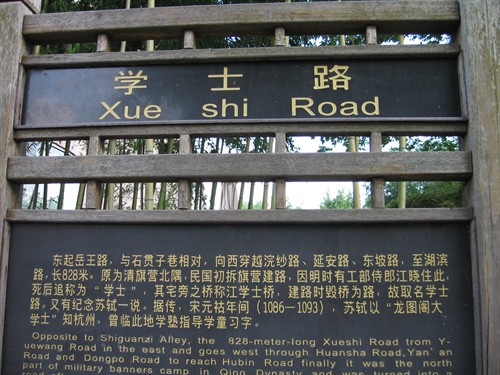 学 士 路
Xue shi Road
东起岳王路，与石贯子巷相对，向西穿越浣纱路、延安路、东坡路，至湖滨
路，长828米。原为清旗营北隅，民国初拆旗营建路，因明时有工部侍郎江晓住此，
死后追称为“学士”，其宅旁之桥称江学士桥，建路时毁桥为路，故取名学士
路。又有纪念苏轼一说。据传，宋元祐年间（1086—1093），苏轼以“龙图阁大
学士”知杭州，曾临此地学塾指导学童习字。
Opposite to Shiguanzi Alley, the 828-meter-long Xueshi Road trom Y-
uewang Road in the east and goes west through Huansha Road, Yan' an
Road and Dongpo Road to reach Hubin Road finally it was the north
part of military banners camp in Qing Dynasty and was turned into a